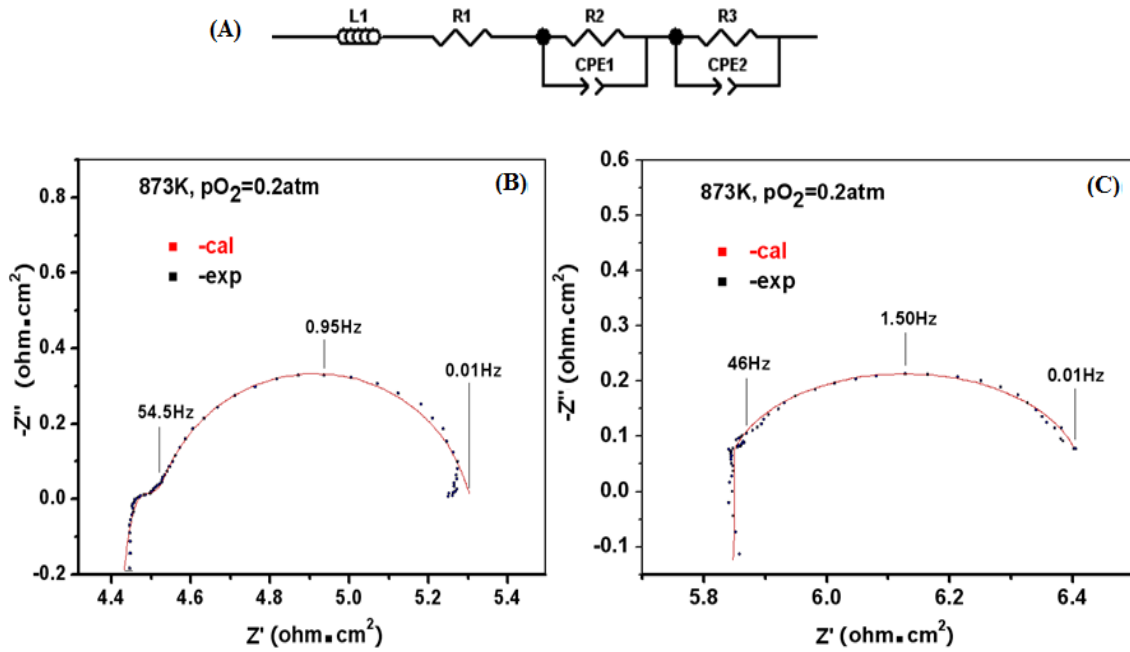 (A)
L1 R1 R2 R3
CPE1 CPE2
(B)
873K, pO2=0.2atm
-cal
-exp
0.95Hz
0.01Hz
54.5Hz
0.8
0.6
0.4
0.2
0.0
-0.2
-Z'' (ohm.cm2)
4.4 4.6 4.8 5.0 5.2 5.4
Z' (ohm.cm2)
(C)
873K, pO2=0.2atm
-cal
-exp
1.50Hz
46Hz
0.01Hz
0.6
0.5
0.4
0.3
0.2
0.1
0.0
-0.1
-Z'' (ohm.cm2)
5.8 6.0 6.2 6.4
Z' (ohm.cm2)